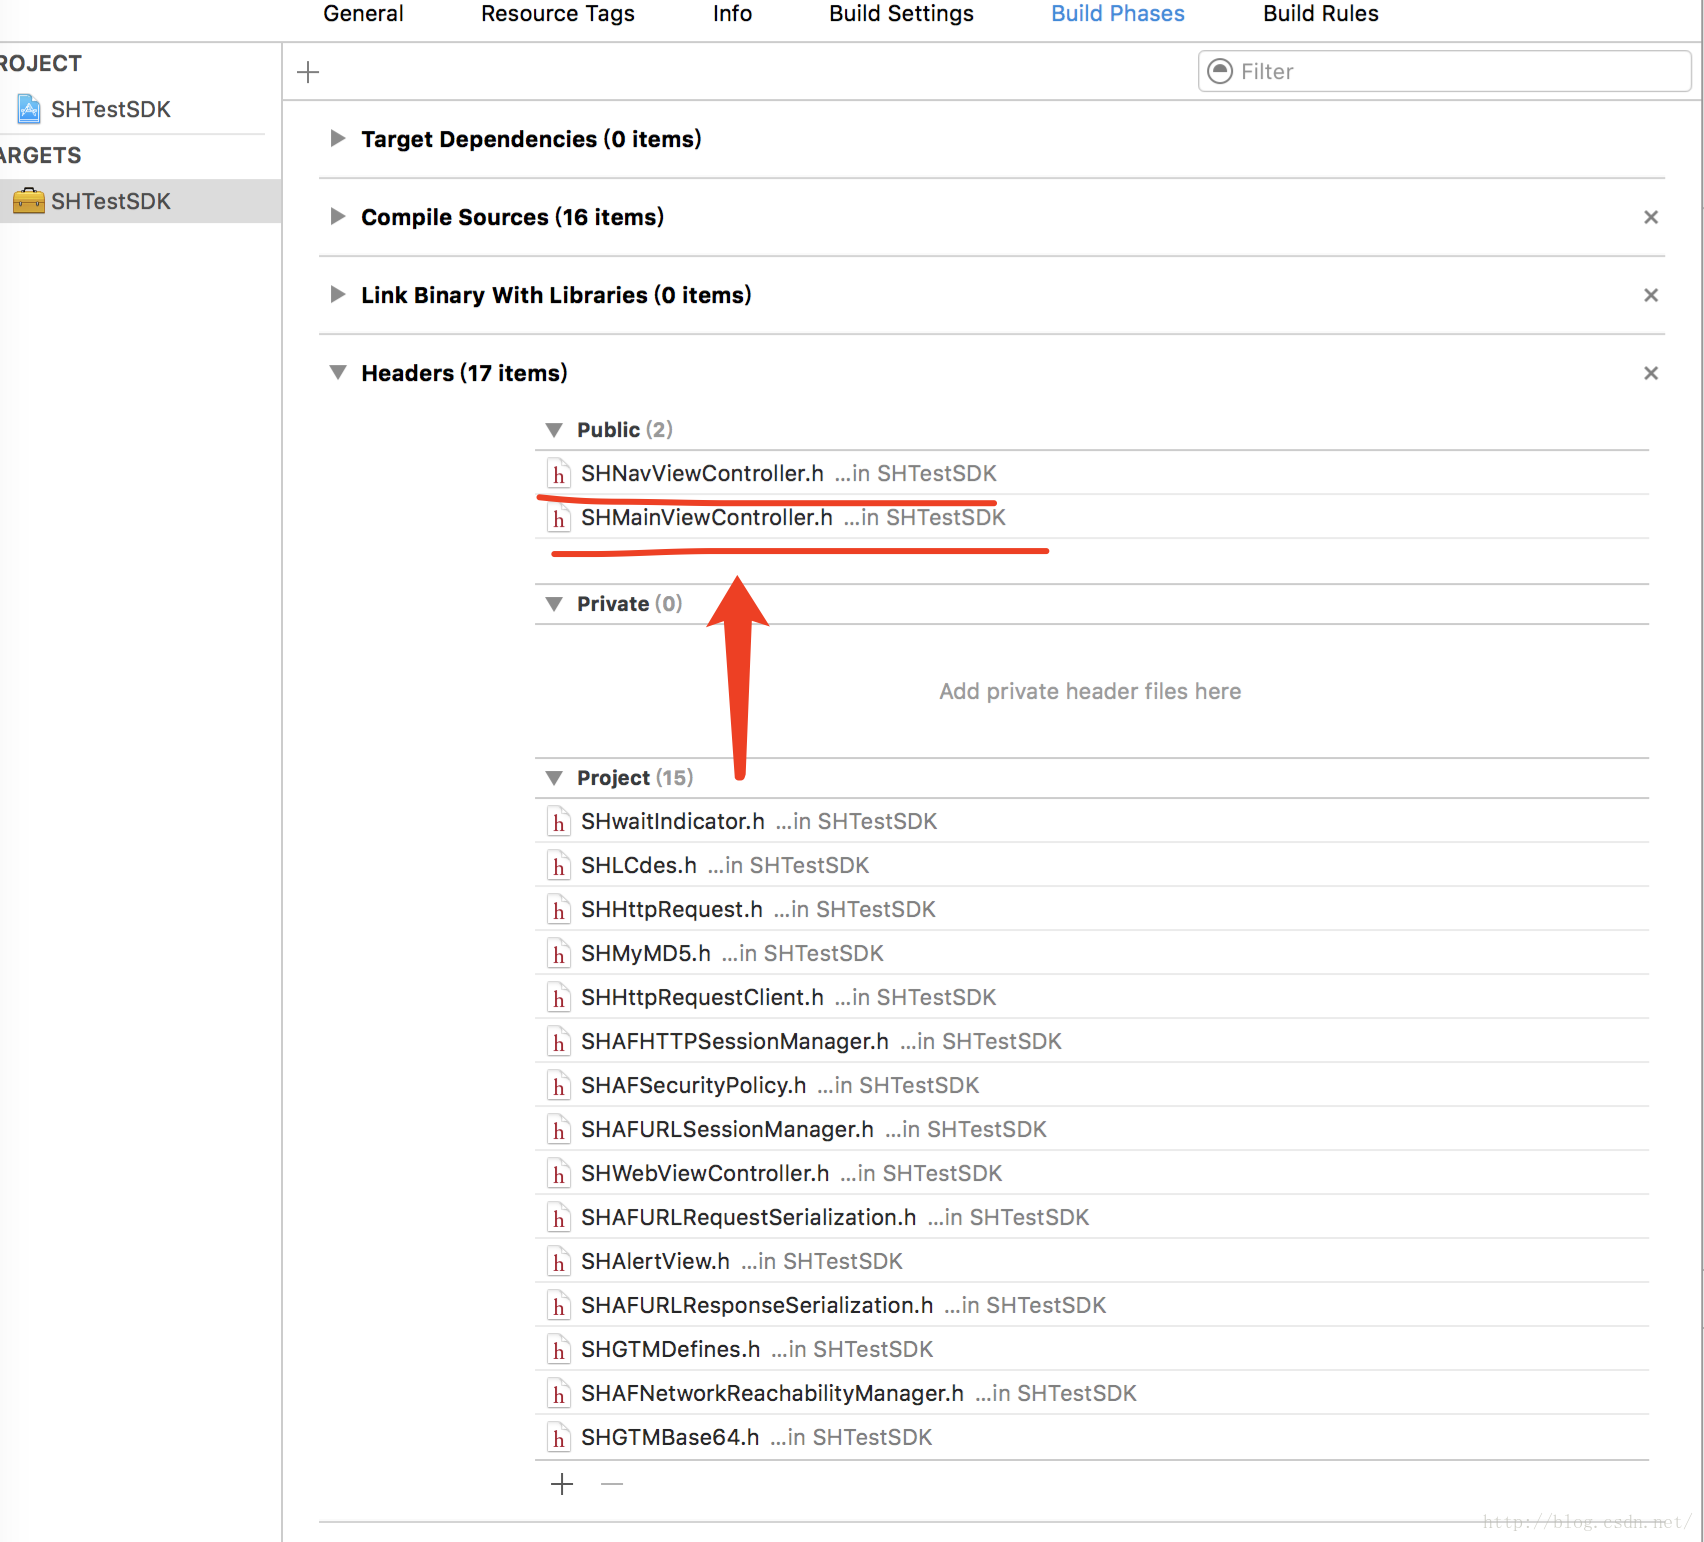 General Resource Tags Info Build Settings Build Phases Build Rules
ROJECT
Filter
SHTestSDK
ARGETS
SHTestSDK
Target Dependencies (0 items)
Compile Sources (16 items)
Link Binary With Libraries (0 items)
Headers (17 items)
Public (2)
SHNavViewController.h ...in SHTestSDK
SHMainViewController.h ...in SHTestSDK
Private (0)
Add private header files here
Project (15)
SHwaitIndicator.h ...in SHTestSDK
SHLCdes.h ...in SHTestSDK
SHHttpRequest.h ...in SHTestSDK
SHMyMD5.h ...in SHTestSDK
SHHttpRequestClient.h ...in SHTestSDK
SHAFHTTPSessionManager.h ...in SHTestSDK
SHAFSecurityPolicy.h ...in SHTestSDK
SHAFURLSessionManager.h ...in SHTestSDK
SHWebViewController.h ...in SHTestSDK
SHAFURLRequestSerialization.h ...in SHTestSDK
SHAlertView.h ...in SHTestSDK
SHAFURLResponseSerialization.h ...in SHTestSDK
SHGTMDefines.h ...in SHTestSDK
SHAFNetworkReachabilityManager.h ...in SHTestSDK
SHGTMBase64.h ...in SHTestSDK
http://blog.csdn.net/